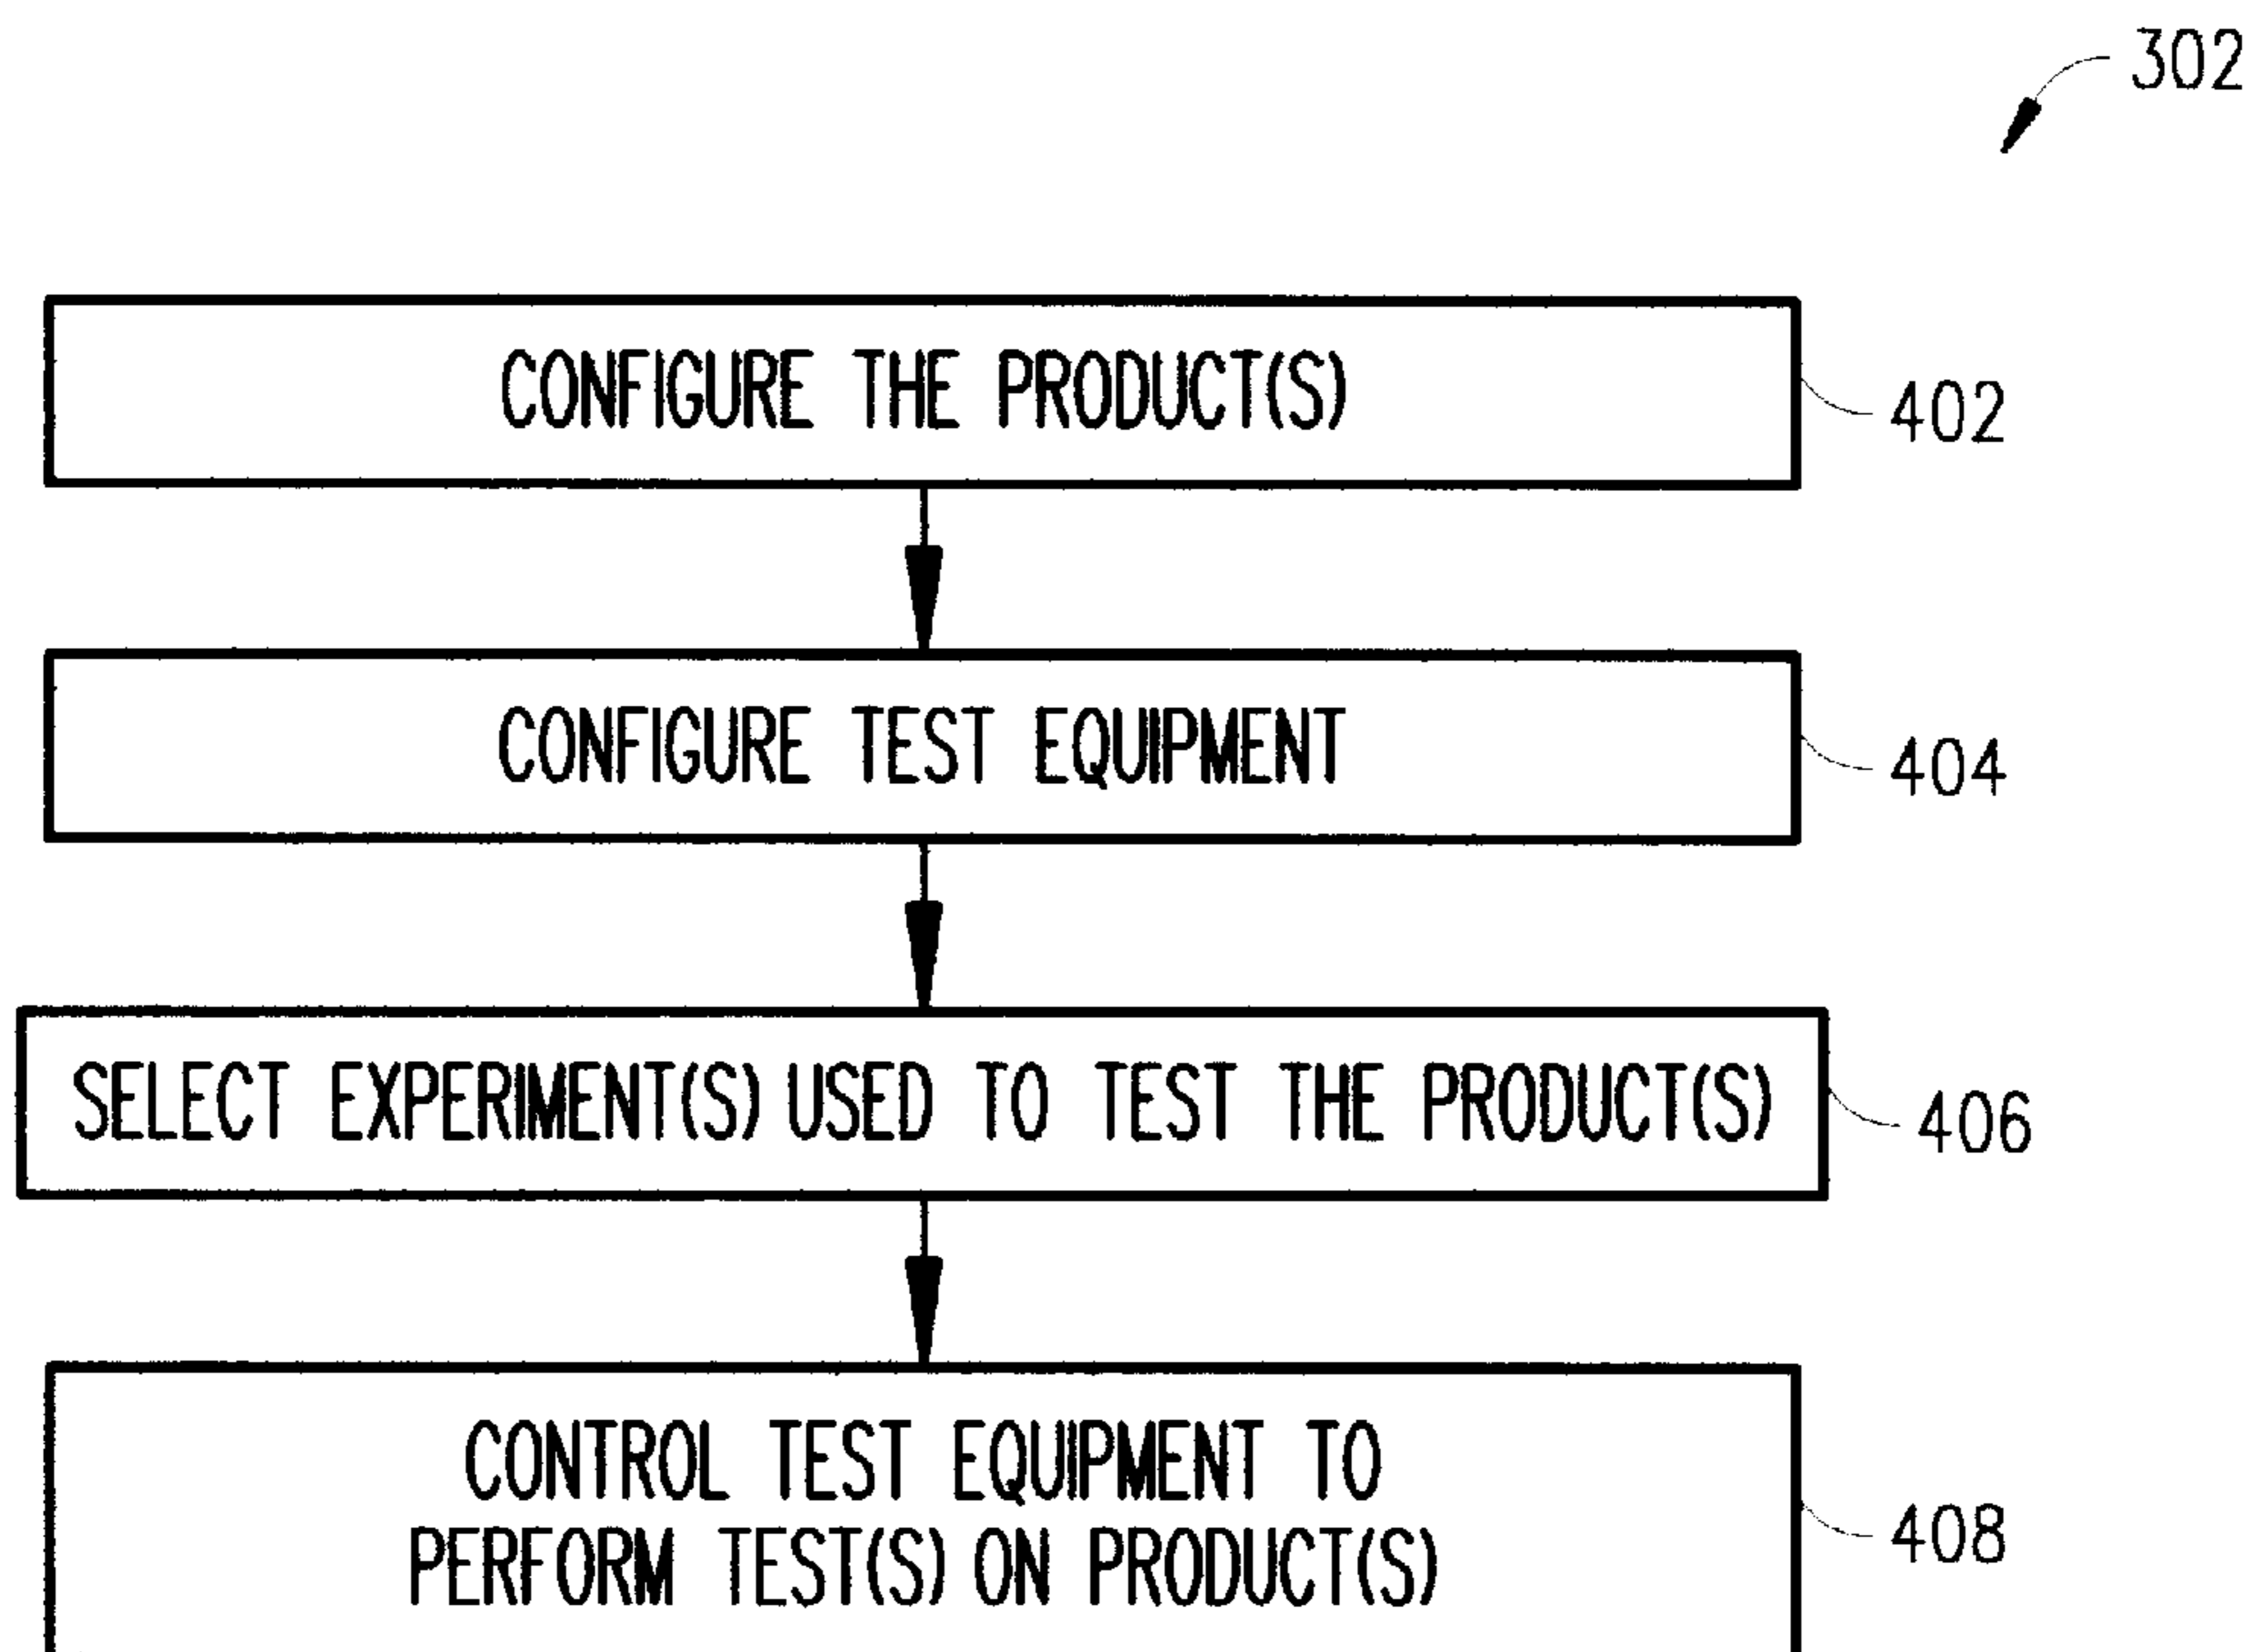 302
CONFIGURE THE PRODUCT(S)
402
CONFIGURE TEST EQUIPMENT
404
SELECT EXPERIMENT(S) USED TO TEST THE PRODUCT(S)
406
CONTROL TEST EQUIPMENT TO
PERFORM TEST(S) ON PRODUCT(S)
408